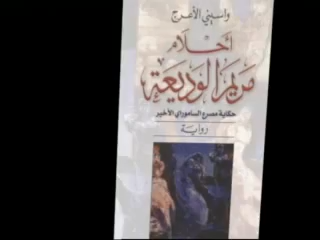 واسيني الأعرج
أحلام
مريم الوديعة
حكاية مصرع الساموراي الأخير
رواية